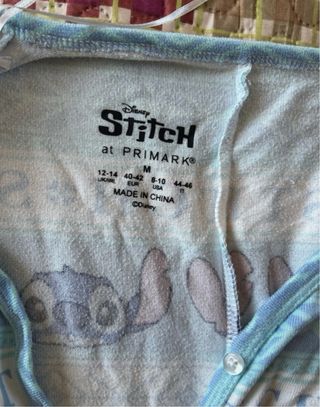 Disney
STITCH
at PRIMARK®
M
12-14 40-42 8-10 44-46
UK/IRE EUR USA IT
MADE IN CHINA
©Disney